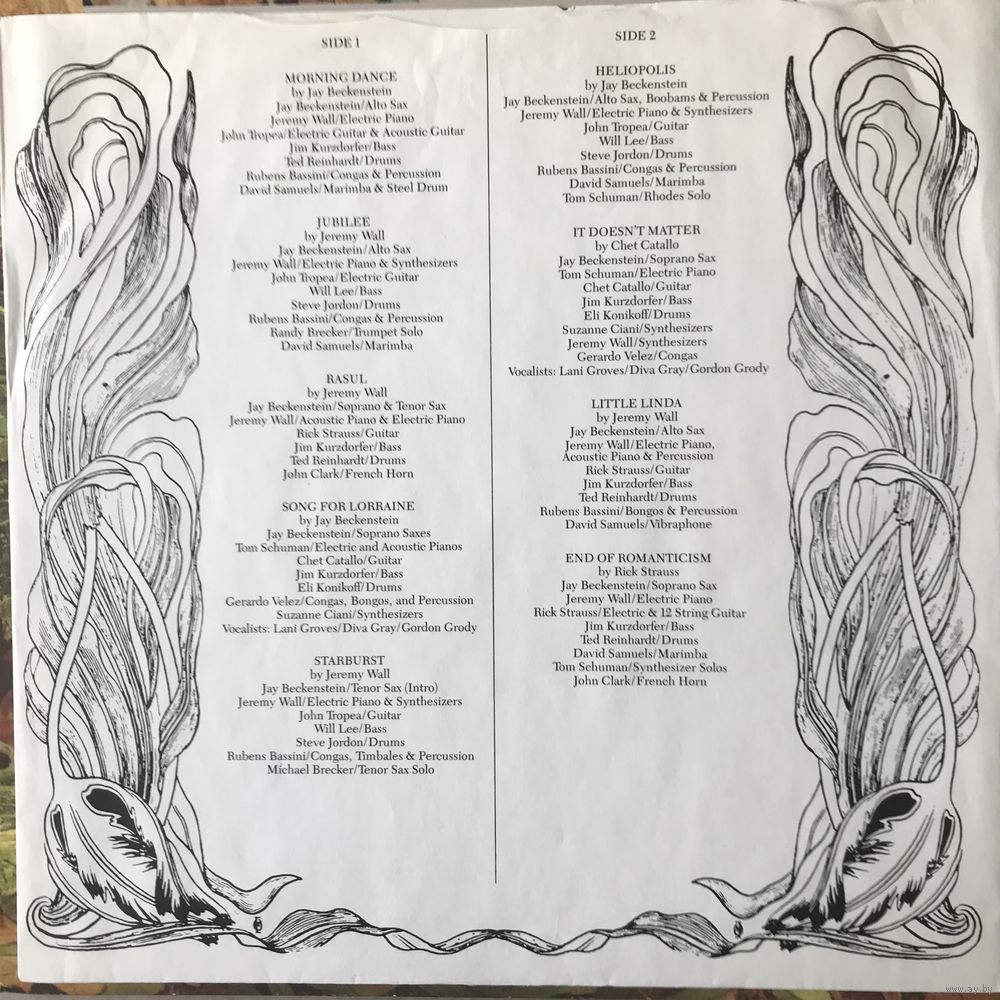 SIDE 1
MORNING DANCE
by Jay Beckenstein
Jay Beckenstein/Alto Sax
Jeremy Wall/Electric Piano
John Tropea/Electric Guitar & Acoustic Guitar
Jim Kurzdorfer/Bass
Ted Reinhardt/Drums
Rubens Bassini/Congas & Percussion
David Samuels/Marimba & Steel Drum
JUBILEE
by Jeremy Wall
Jay Beckenstein/Alto Sax
Jeremy Wall/Electric Piano & Synthesizers
John Tropea/Electric Guitar
Will Lee/Bass
Steve Jordon/Drums
Rubens Bassini/Congas & Percussion
Randy Brecker/Trumpet Solo
David Samuels/Marimba
RASUL
by Jeremy Wall
Jay Beckenstein/Soprano & Tenor Sax
Jeremy Wall/Acoustic Piano & Electric Piano
Rick Strauss/Guitar
Jim Kurzdorfer/Bass
Ted Reinhardt/Drums
John Clark/French Horn
SONG FOR LORRAINE
by Jay Beckenstein
Jay Beckenstein/Soprano Saxes
Tom Schuman/Electric and Acoustic Pianos
Chet Catallo/Guitar
Jim Kurzdorfer/Bass
Eli Konikoff/Drums
Gerardo Velez/Congas, Bongos, and Percussion
Suzanne Ciani/Synthesizers
Vocalists: Lani Groves/Diva Gray/Gordon Grody
STARBURST
by Jeremy Wall
Jay Beckenstein/Tenor Sax (Intro)
Jeremy Wall/Electric Piano & Synthesizers
John Tropea/Guitar
Will Lee/Bass
Steve Jordon/Drums
Rubens Bassini/Congas, Timbales & Percussion
Michael Brecker/Tenor Sax Solo
SIDE 2
HELIOPOLIS
by Jay Beckenstein
Jay Beckenstein/Alto Sax, Boobams & Percussion
Jeremy Wall/Electric Piano & Synthesizers
John Tropea/Guitar
Will Lee/Bass
Steve Jordon/Drums
Rubens Bassini/Congas & Percussion
David Samuels/Marimba
Tom Schuman/Rhodes Solo
IT DOESN'T MATTER
by Chet Catallo
Jay Beckenstein/Soprano Sax
Tom Schuman/Electric Piano
Chet Catallo/Guitar
Jim Kurzdorfer/Bass
Eli Konikoff/Drums
Suzanne Ciani/Synthesizers
Jeremy Wall/Synthesizers
Gerardo Velez/Congas
Vocalists: Lani Groves/Diva Gray/Gordon Grody
LITTLE LINDA
by Jeremy Wall
Jay Beckenstein/Alto Sax
Jeremy Wall/Electric Piano,
Acoustic Piano & Percussion
Rick Strauss/Guitar
Jim Kurzdorfer/Bass
Ted Reinhardt/Drums
Rubens Bassini/Bongos & Percussion
David Samuels/Vibraphone
END OF ROMANTICISM
by Rick Strauss
Jay Beckenstein/Soprano Sax
Jeremy Wall/Electric Piano
Rick Strauss/Electric & 12 String Guitar
Jim Kurzdorfer/Bass
Ted Reinhardt/Drums
David Samuels/Marimba
Tom Schuman/Synthesizer Solos
John Clark/French Horn
www.ay.by